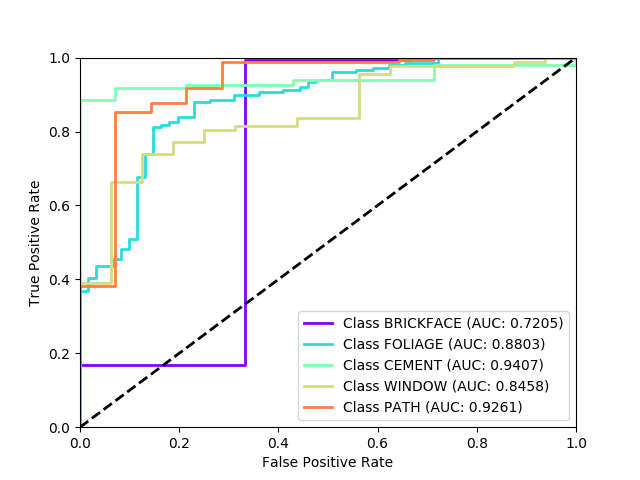 1.0
0.8
0.6
0.4
0.2
0.0
True Positive Rate
Class BRICKFACE (AUC: 0.7205)
Class FOLIAGE (AUC: 0.8803)
Class CEMENT (AUC: 0.9407)
Class WINDOW (AUC: 0.8458)
Class PATH (AUC: 0.9261)
0.0 0.2 0.4 0.6 0.8 1.0
False Positive Rate